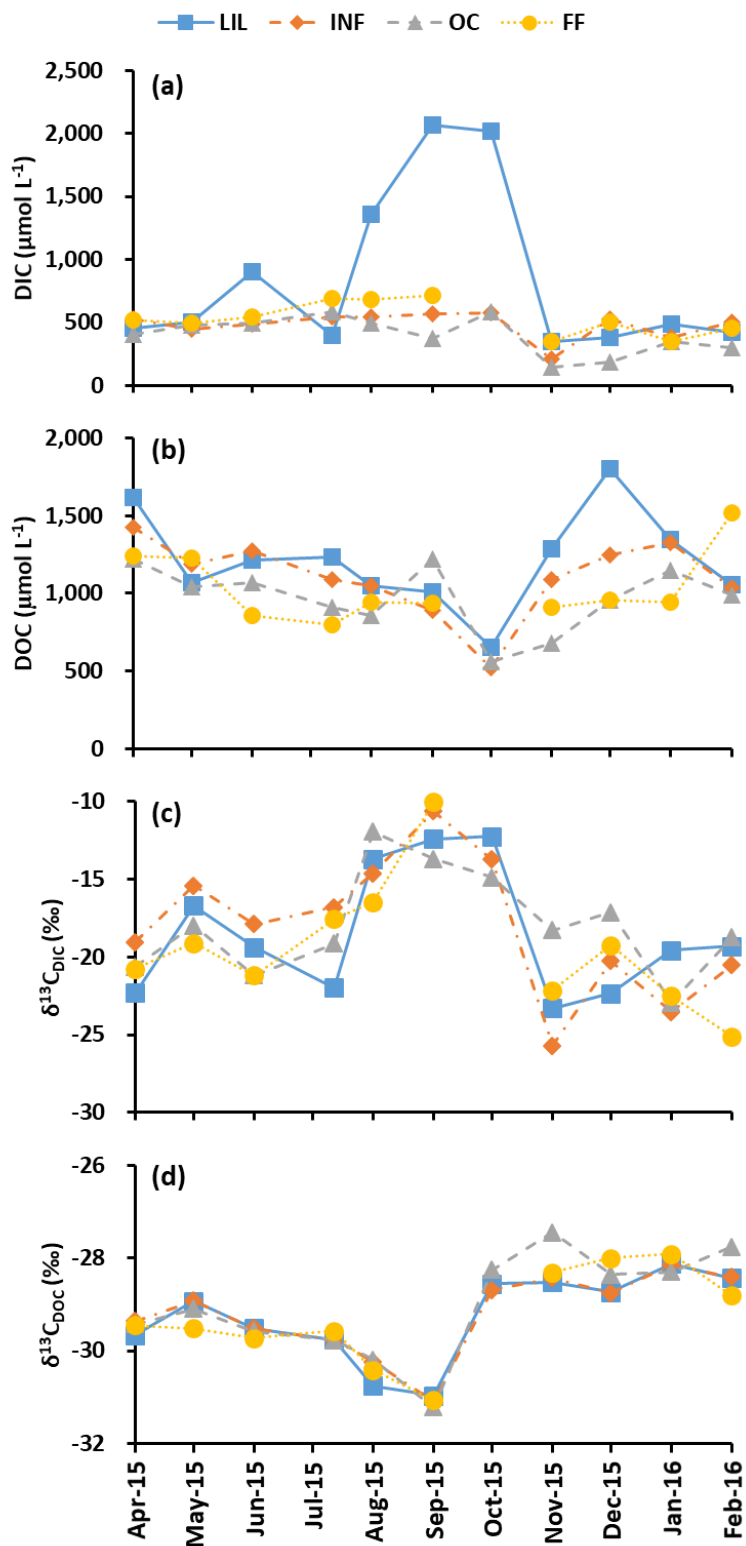 LIL INF OC FF
(a)
2,500
2,000
1,500
1,000
500
0
DIC (µmol L⁻¹)
(b)
2,000
1,500
1,000
500
0
DOC (µmol L⁻¹)
(c)
-10
-15
-20
-25
-30
δ¹³C_DIC (‰)
(d)
-26
-28
-30
-32
δ¹³C_DOC (‰)
Apr-15
May-15
Jun-15
Jul-15
Aug-15
Sep-15
Oct-15
Nov-15
Dec-15
Jan-16
Feb-16